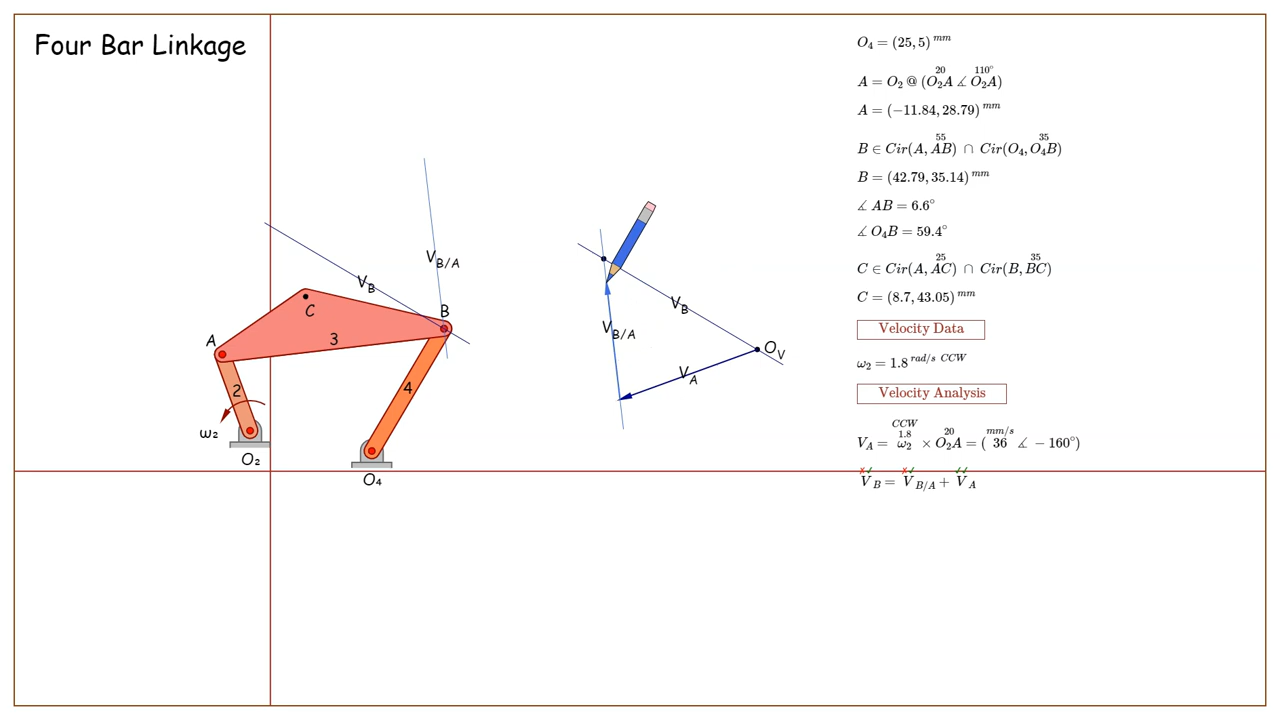 Four Bar Linkage
O₄ = (25, 5) mm
20 110°
A = O₂ @ (O₂A ∡ O₂A)
A = (−11.84, 28.79) mm
55 35
B ∈ Cir(A, AB) ∩ Cir(O₄, O₄B)
B = (42.79, 35.14) mm
∡ AB = 6.6°
∡ O₄B = 59.4°
25 35
C ∈ Cir(A, AC) ∩ Cir(B, BC)
C = (8.7, 43.05) mm
Velocity Data
ω₂ = 1.8 rad/s CCW
Velocity Analysis
CCW
1.8 20 mm/s
V_A = ω₂ × O₂A = ( 36 ∡ − 160°)
✗✓ ✗✓ ✓✓
V_B = V_B/A + V_A
V_B/A
V_B
C
B
A
3
2
4
ω₂
O₂
O₄
V_B
V_B/A
O_V
V_A